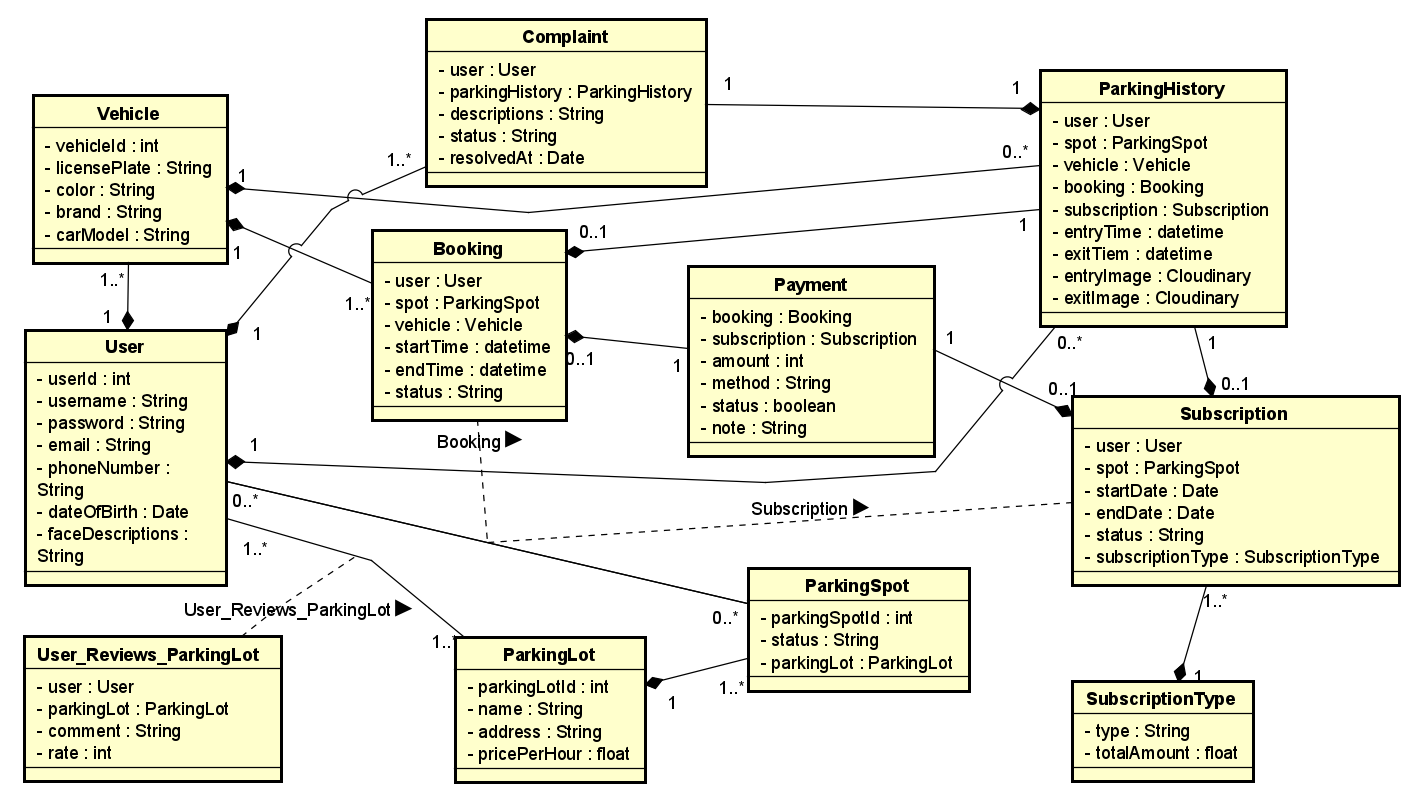 Complaint
- user : User
- parkingHistory : ParkingHistory
- descriptions : String
- status : String
- resolvedAt : Date
1
1
ParkingHistory
- user : User
- spot : ParkingSpot
- vehicle : Vehicle
- booking : Booking
- subscription : Subscription
- entryTime : datetime
- exitTiem : datetime
- entryImage : Cloudinary
- exitImage : Cloudinary
Vehicle
- vehicleId : int
- licensePlate : String
- color : String
- brand : String
- carModel : String
1
0..*
1..*
1
1..*
0..1
1
Booking
- user : User
- spot : ParkingSpot
- vehicle : Vehicle
- startTime : datetime
- endTime : datetime
- status : String
1..*
1
1
0..1
1
Payment
- booking : Booking
- subscription : Subscription
- amount : int
- method : String
- status : boolean
- note : String
1
0..1
0..*
1
0..1
User
- userId : int
- username : String
- password : String
- email : String
- phoneNumber :
String
- dateOfBirth : Date
- faceDescriptions :
String
1
0..*
1..*
Booking
Subscription
Subscription
- user : User
- spot : ParkingSpot
- startDate : Date
- endDate : Date
- status : String
- subscriptionType : SubscriptionType
1..*
1
User_Reviews_ParkingLot
1..*
0..*
ParkingSpot
- parkingSpotId : int
- status : String
- parkingLot : ParkingLot
1..*
1
User_Reviews_ParkingLot
- user : User
- parkingLot : ParkingLot
- comment : String
- rate : int
ParkingLot
- parkingLotId : int
- name : String
- address : String
- pricePerHour : float
SubscriptionType
- type : String
- totalAmount : float